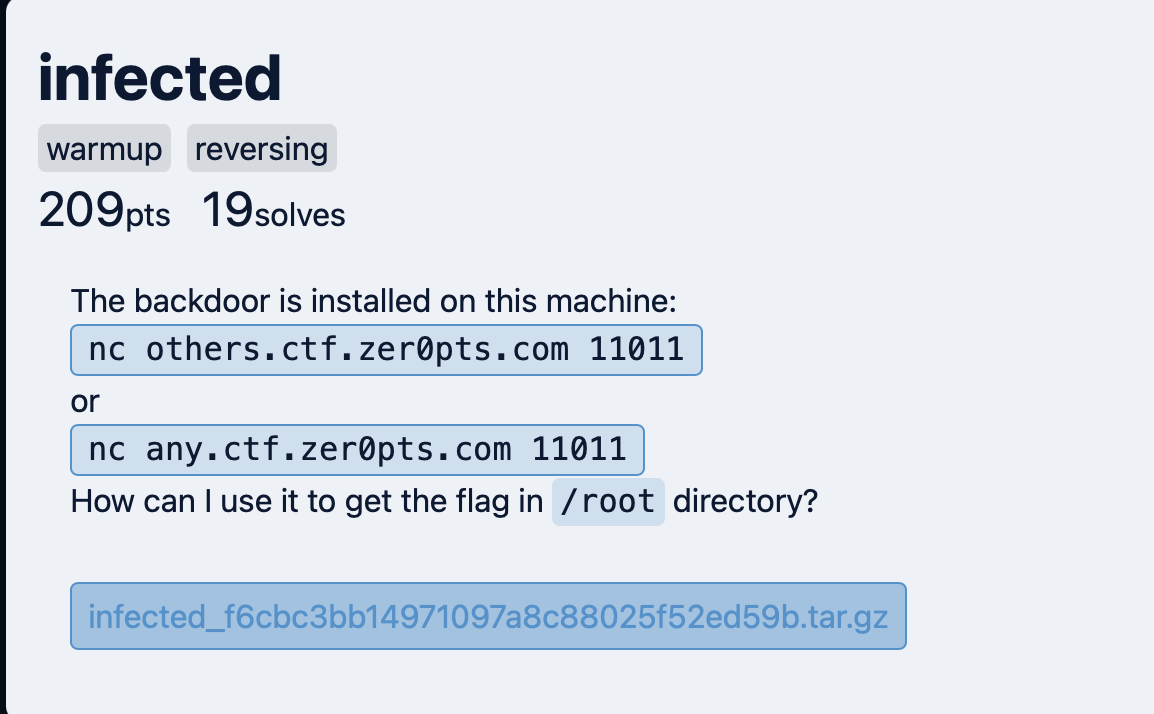 infected
warmup reversing
209pts 19solves
The backdoor is installed on this machine:
nc others.ctf.zer0pts.com 11011
or
nc any.ctf.zer0pts.com 11011
How can I use it to get the flag in /root directory?
infected_f6cbc3bb14971097a8c88025f52ed59b.tar.gz